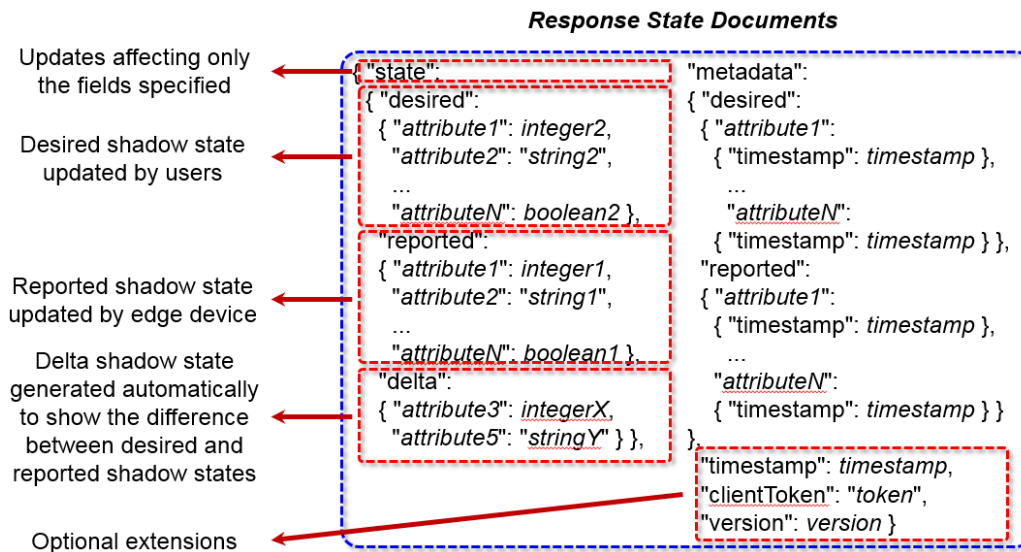 Response State Documents
Updates affecting only
the fields specified
Desired shadow state
updated by users
Reported shadow state
updated by edge device
Delta shadow state
generated automatically
to show the difference
between desired and
reported shadow states
Optional extensions
{ "state":
{ "desired":
{ "attribute1": integer2,
"attribute2": "string2",
...
"attributeN": boolean2 },
"reported":
{ "attribute1": integer1,
"attribute2": "string1",
...
"attributeN": boolean1 },
"delta":
{ "attribute3": integerX,
"attribute5": "stringY" } },
"metadata":
{ "desired":
{ "attribute1":
{ "timestamp": timestamp },
...
"attributeN":
{ "timestamp": timestamp } },
"reported":
{ "attribute1":
{ "timestamp": timestamp },
...
"attributeN":
{ "timestamp": timestamp } }
},
"timestamp": timestamp,
"clientToken": "token",
"version": version }